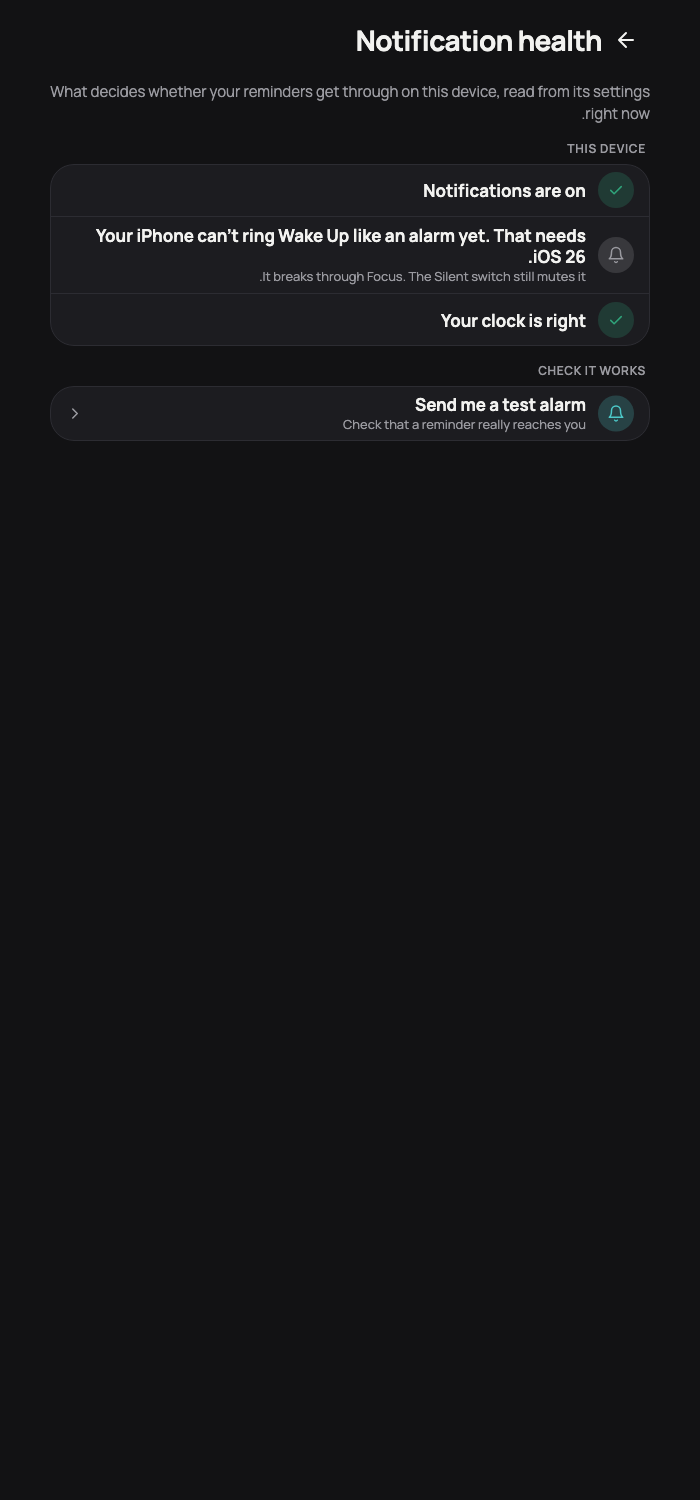 Notification health
What decides whether your reminders get through on this device, read from its settings
right now.
THIS DEVICE
Notifications are on
Your iPhone can't ring Wake Up like an alarm yet. That needs
iOS 26.
It breaks through Focus. The Silent switch still mutes it.
Your clock is right
CHECK IT WORKS
Send me a test alarm
Check that a reminder really reaches you